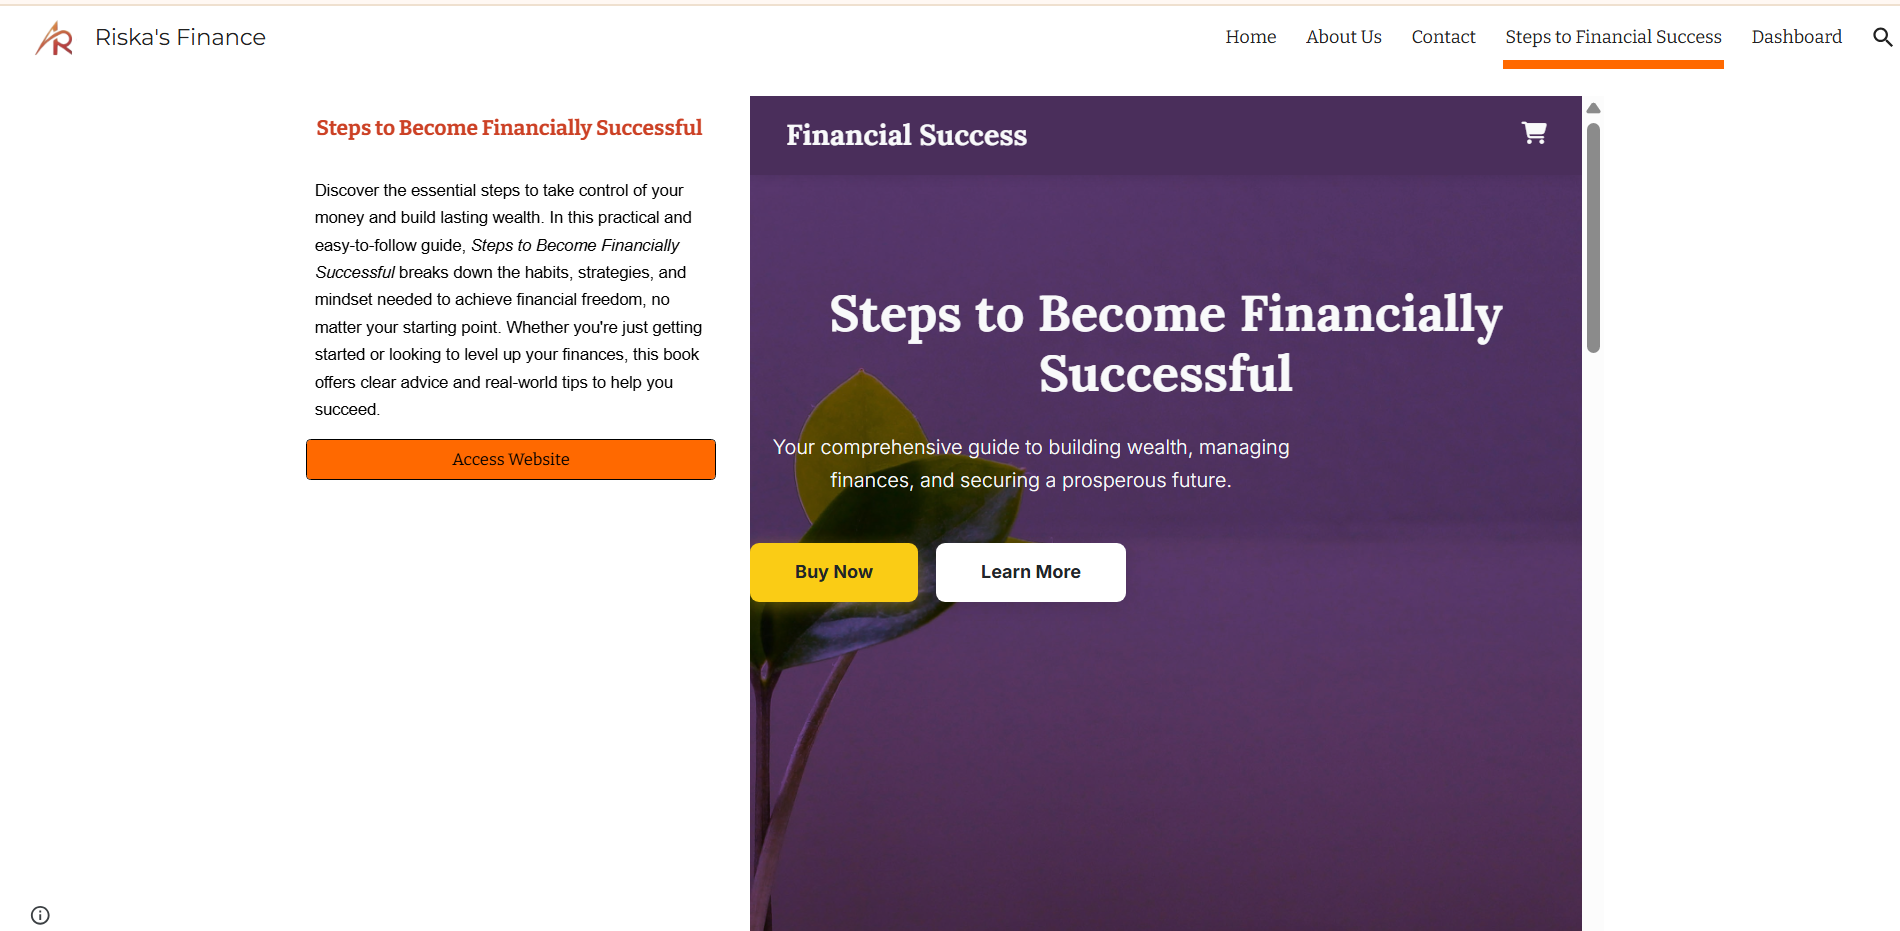 Riska's Finance
Home
About Us
Contact
Steps to Financial Success
Dashboard
Steps to Become Financially Successful
Discover the essential steps to take control of your
money and build lasting wealth. In this practical and
easy-to-follow guide, Steps to Become Financially
Successful breaks down the habits, strategies, and
mindset needed to achieve financial freedom, no
matter your starting point. Whether you're just getting
started or looking to level up your finances, this book
offers clear advice and real-world tips to help you
succeed.
Access Website
Financial Success
Steps to Become Financially
Successful
Your comprehensive guide to building wealth, managing
finances, and securing a prosperous future.
Buy Now
Learn More